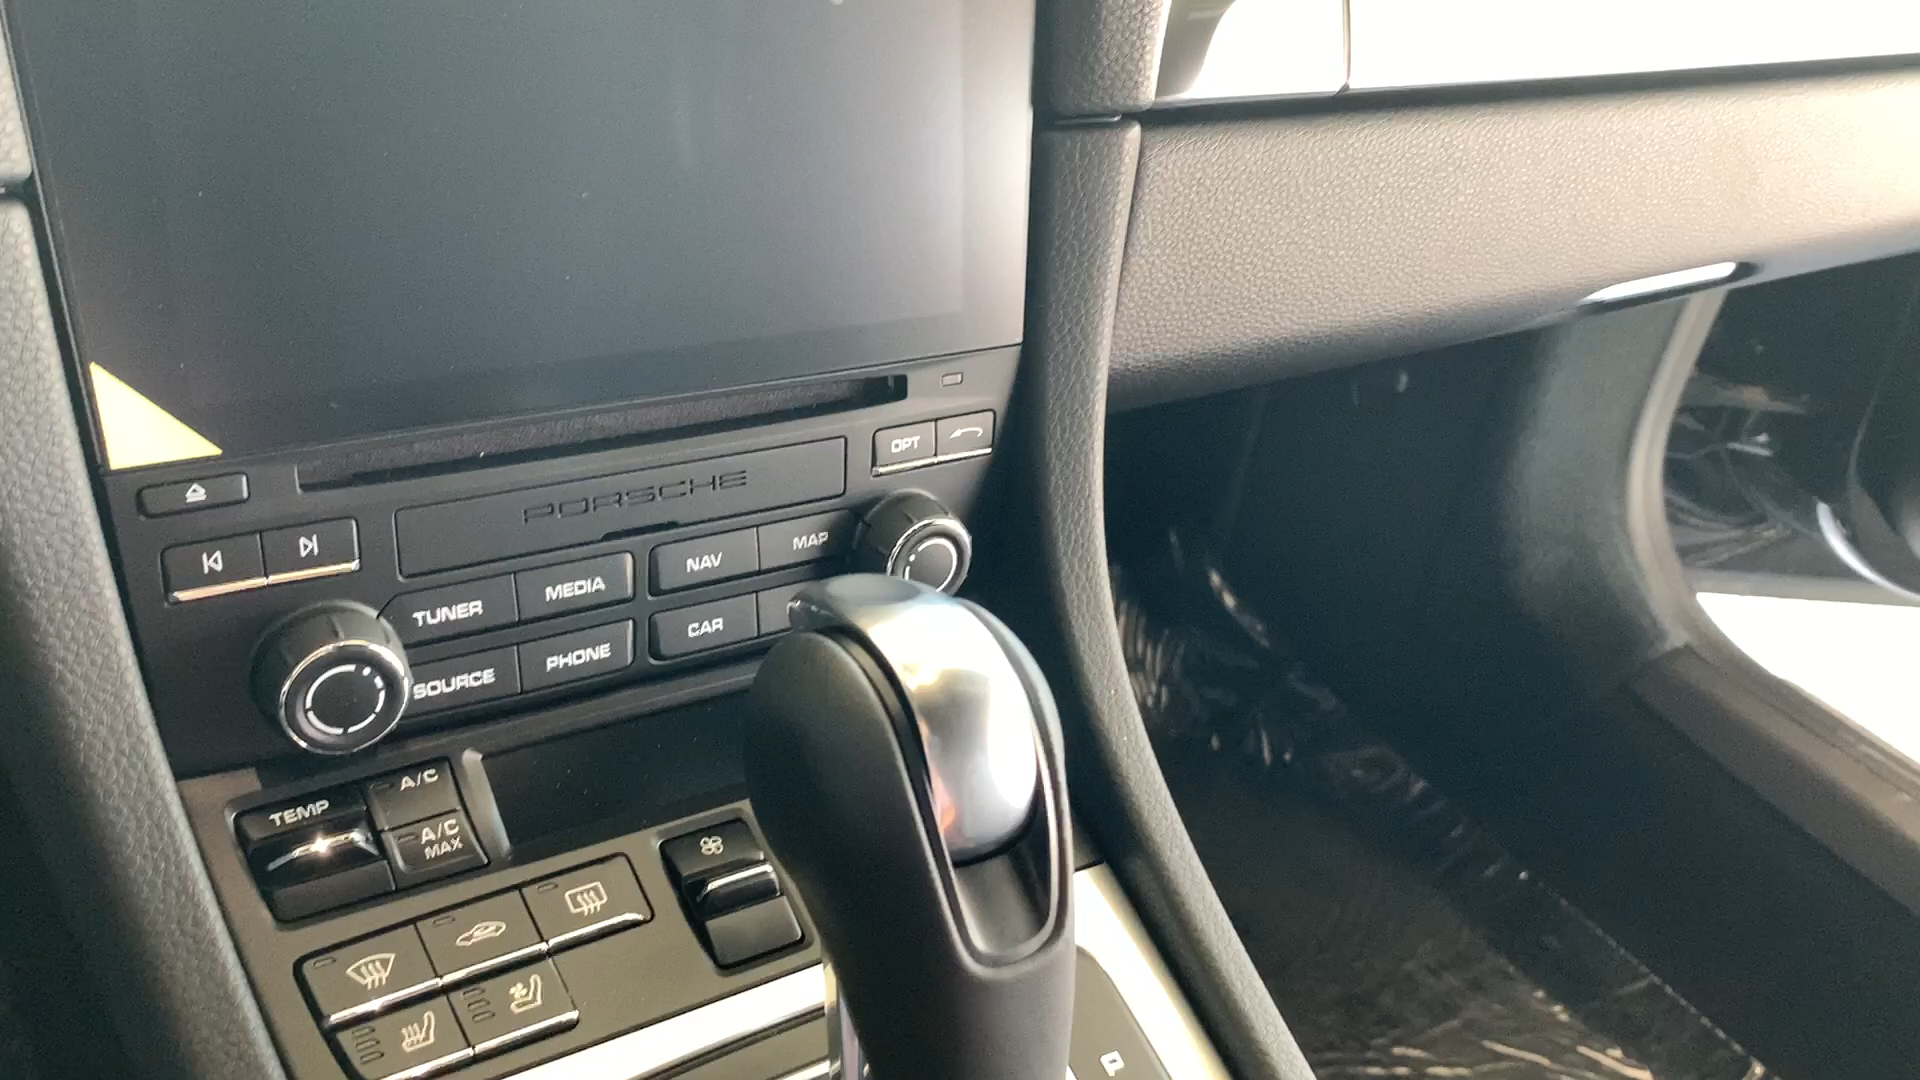 OPT
PORSCHE
NAV MAP
TUNER MEDIA
CAR
SOURCE PHONE
TEMP A/C
A/C
MAX
P